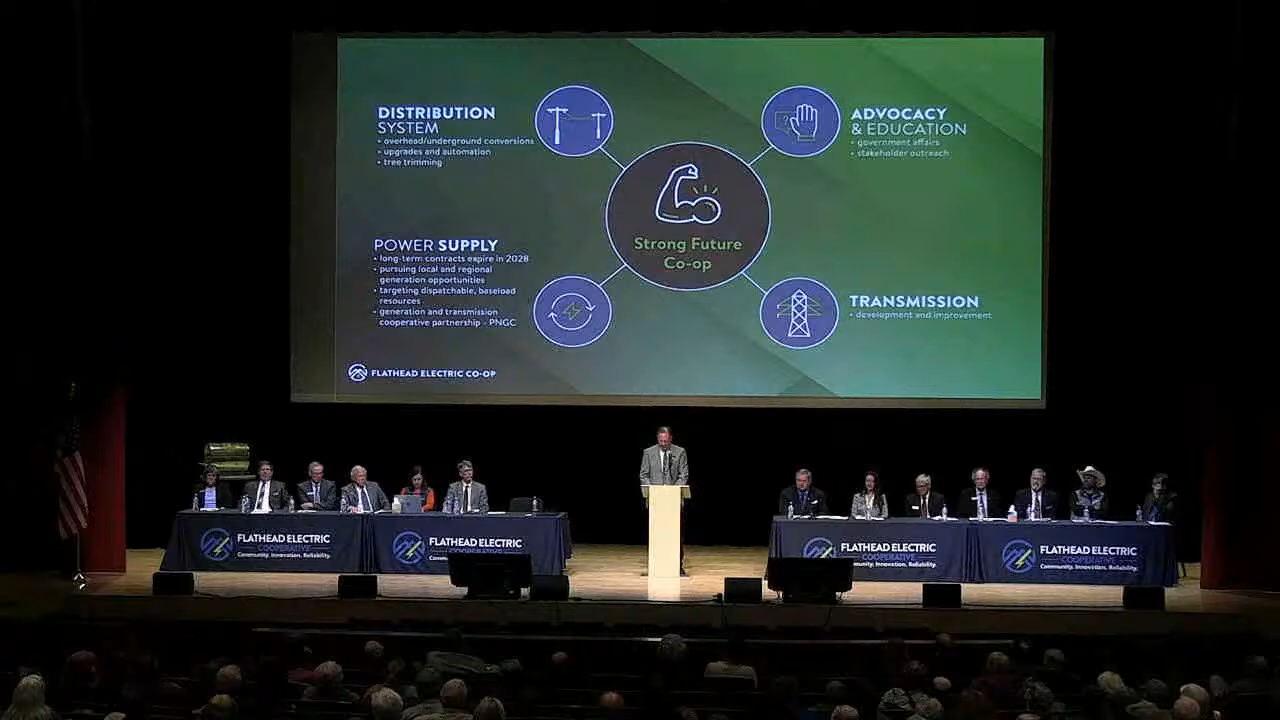 DISTRIBUTION
SYSTEM
• overhead/underground conversions
• upgrades and automation
• tree trimming
ADVOCACY
& EDUCATION
• government affairs
• stakeholder outreach
Strong Future
Co-op
POWER SUPPLY
• long-term contracts expire in 2028
• pursuing local and regional
generation opportunities
• targeting dispatchable, baseload
resources
• generation and transmission
cooperative partnership - PNGC
TRANSMISSION
• development and improvement
FLATHEAD ELECTRIC CO-OP
FLATHEAD ELECTRIC
COOPERATIVE
Community. Innovation. Reliability.
FLATHEAD ELECTRIC
COOPERATIVE
Com
FLATHEAD ELECTRIC
COOPERATIVE
munity. Innovation. Reliability.
FLATHEAD ELECTRIC
COOPERATIVE
Community. Innovation. Reliability.